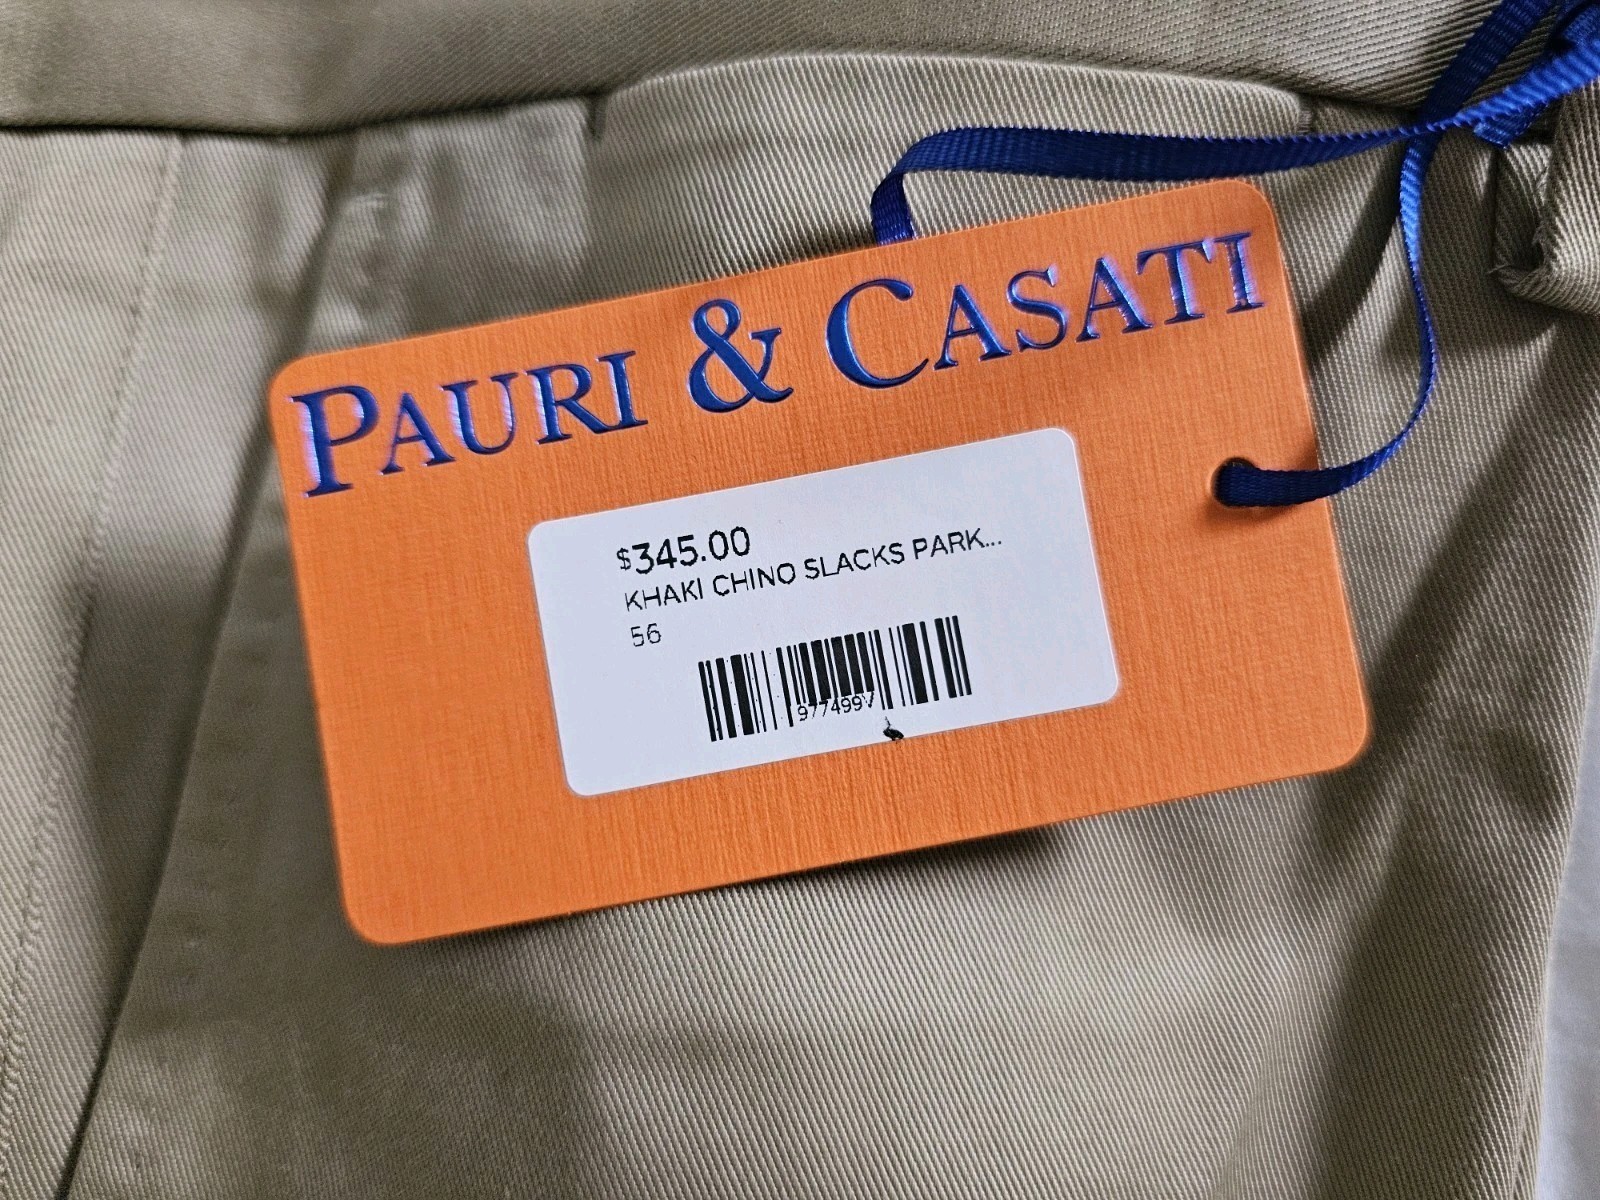 PAURI & CASATI
$345.00
KHAKI CHINO SLACKS PARK...
56
977499